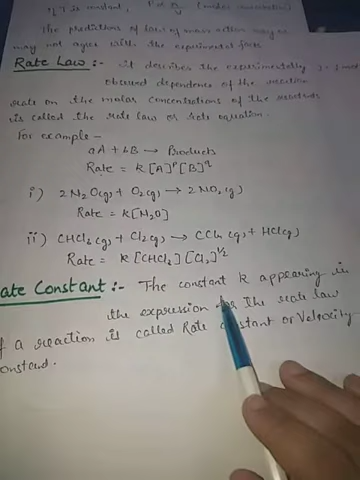 if T is constant, r ∝
The predictions of law of mass action may or
may not agree with the experimental facts
Rate Law :- it describes the experimentally
observed dependence of the reaction
rate on the molar concentrations of the reactants
is called the rate law or rate equation.
For example -
aA + bB → Products
Rate = k [A]^p [B]^q
i) 2N2O(g) + O2(g) → 2NO2(g)
Rate = k[N2O]
ii) CHCl3(g) + Cl2(g) → CCl4(g) + HCl(g)
Rate = k [CHCl3] [Cl2]^1/2
ate Constant :- The constant k appearing in
the expression the rate law
f a reaction is called Rate stant or Velocity
onstand.